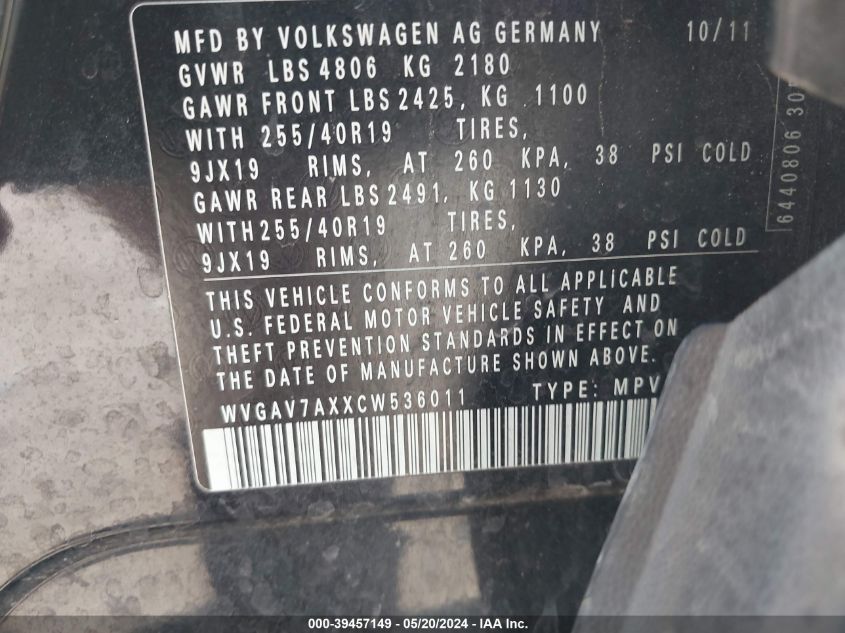 MFD BY VOLKSWAGEN AG GERMANY 10/11
GVWR LBS 4806 KG 2180
GAWR FRONT LBS 2425, KG 1100
WITH 255/40R19 TIRES,
9JX19 RIMS, AT 260 KPA, 38 PSI COLD
GAWR REAR LBS 2491, KG 1130
WITH 255/40R19 TIRES,
9JX19 RIMS, AT 260 KPA, 38 PSI COLD
THIS VEHICLE CONFORMS TO ALL APPLICABLE
U.S. FEDERAL MOTOR VEHICLE SAFETY AND
THEFT PREVENTION STANDARDS IN EFFECT ON
THE DATE OF MANUFACTURE SHOWN ABOVE.
WVGAV7AXXCW536011 TYPE: MPV
6440806
000-39457149 - 05/20/2024 - IAA Inc.